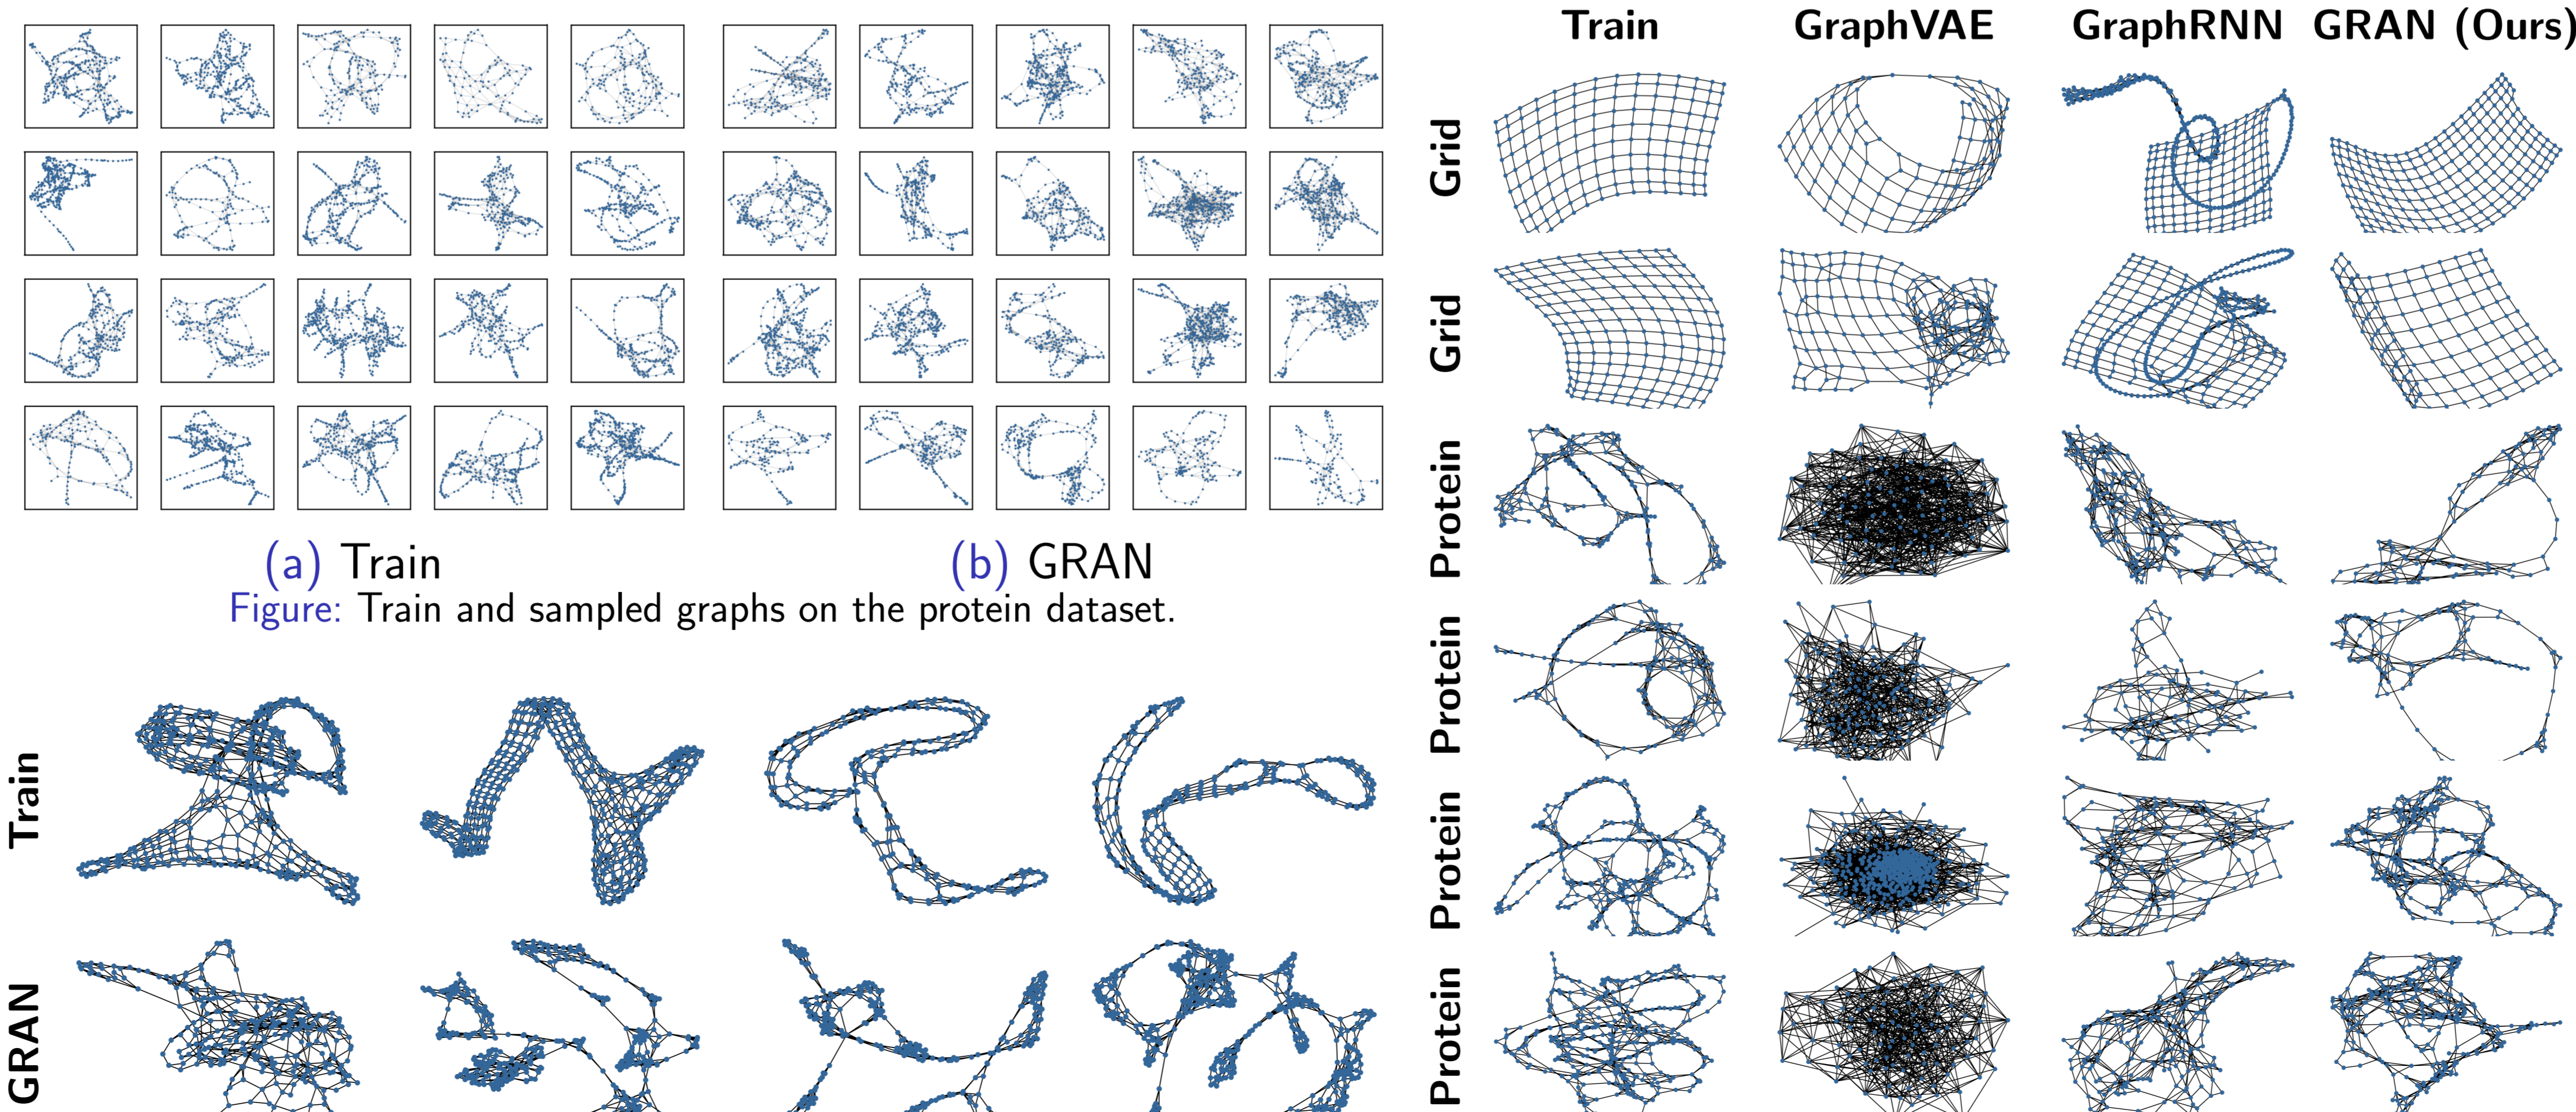 (a) Train
(b) GRAN
Figure: Train and sampled graphs on the protein dataset.
Train
GRAN
Train GraphVAE GraphRNN GRAN (Ours)
Grid
Grid
Protein
Protein
Protein
Protein